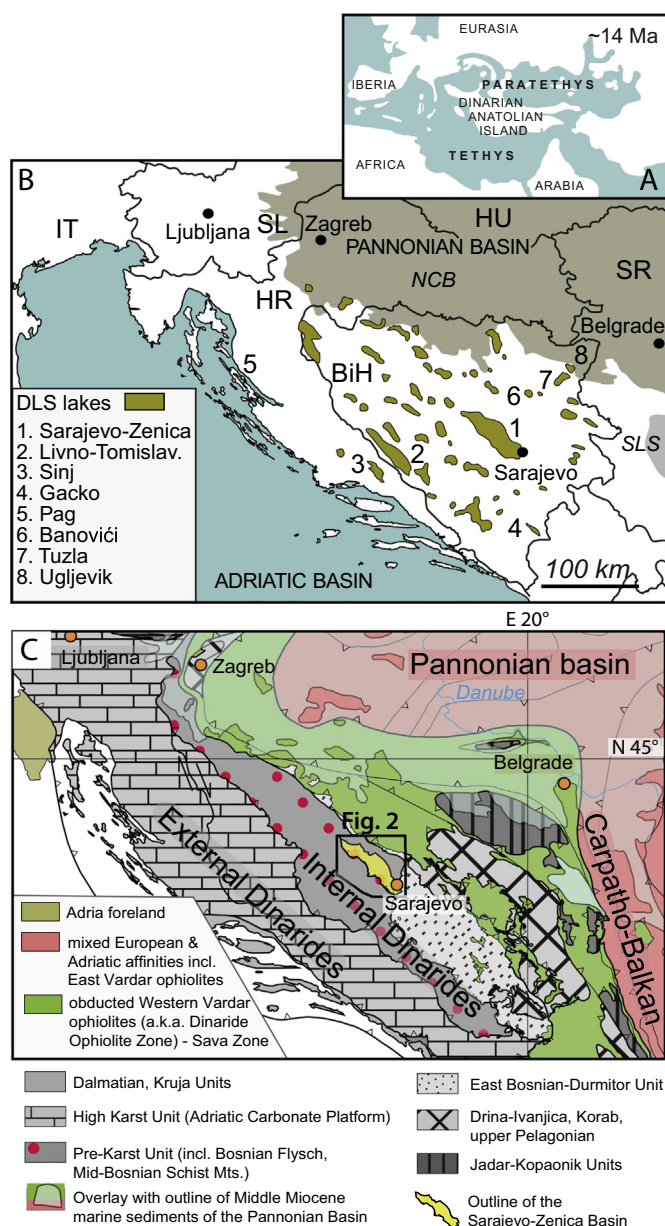 EURASIA
~14 Ma
IBERIA
PARATETHYS
DINARIAN
ANATOLIAN
ISLAND
AFRICA
TETHYS
ARABIA
A
B
IT
Ljubljana
SL
Zagreb
HU
PANNONIAN BASIN
NCB
SR
HR
Belgrade
5
BiH
8
7
6
DLS lakes
1
1. Sarajevo-Zenica
2. Livno-Tomislav.
2
Sarajevo
SLS
3. Sinj
3
4. Gacko
5. Pag
4
6. Banovići
7. Tuzla
8. Ugljevik
ADRIATIC BASIN
100 km
E 20°
C
Ljubljana
Zagreb
Pannonian basin
Danube
N 45°
Belgrade
Fig. 2
External Dinarides
Internal Dinarides
Sarajevo
Carpatho-Balkan
Adria foreland
mixed European &
Adriatic affinities incl.
East Vardar ophiolites
obducted Western Vardar
ophiolites (a.k.a. Dinaride
Ophiolite Zone) - Sava Zone
Dalmatian, Kruja Units
High Karst Unit (Adriatic Carbonate Platform)
Pre-Karst Unit (incl. Bosnian Flysch,
Mid-Bosnian Schist Mts.)
Overlay with outline of Middle Miocene
marine sediments of the Pannonian Basin
East Bosnian-Durmitor Unit
Drina-Ivanjica, Korab,
upper Pelagonian
Jadar-Kopaonik Units
Outline of the
Sarajevo-Zenica Basin